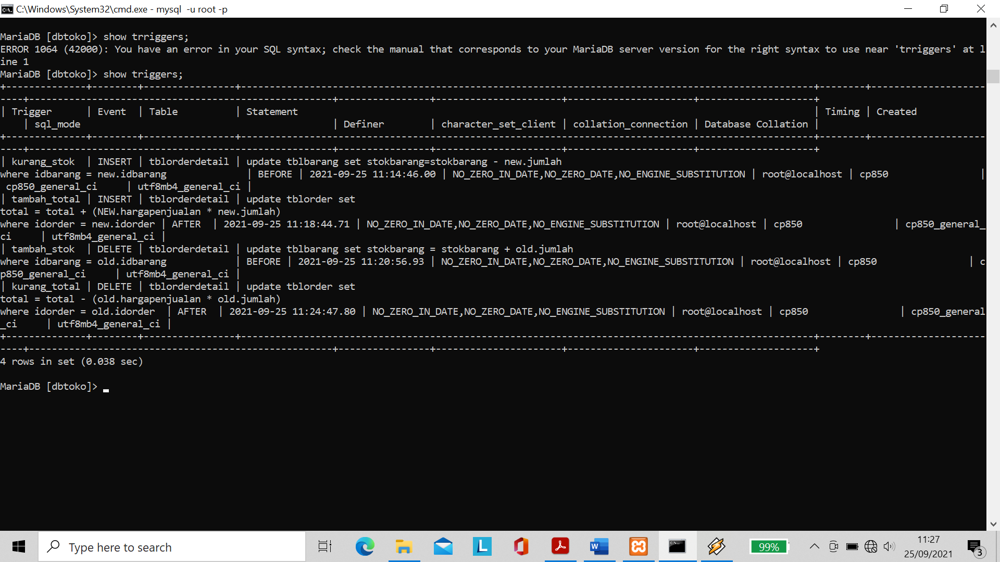 C:\Windows\System32\cmd.exe - mysql  -u root -p
MariaDB [dbtoko]> show trriggers;
ERROR 1064 (42000): You have an error in your SQL syntax; check the manual that corresponds to your MariaDB server version for the right syntax to use near 'trriggers' at l
ine 1
MariaDB [dbtoko]> show triggers;
| Trigger | Event | Table | Statement | Timing | Created
| sql_mode | Definer | character_set_client | collation_connection | Database Collation |
| kurang_stok | INSERT | tblorderdetail | update tblbarang set stokbarang=stokbarang - new.jumlah
where idbarang = new.idbarang | BEFORE | 2021-09-25 11:14:46.00 | NO_ZERO_IN_DATE,NO_ZERO_DATE,NO_ENGINE_SUBSTITUTION | root@localhost | cp850 |
cp850_general_ci | utf8mb4_general_ci |
| tambah_total | INSERT | tblorderdetail | update tblorder set
total = total + (NEW.hargapenjualan * new.jumlah)
where idorder = new.idorder | AFTER | 2021-09-25 11:18:44.71 | NO_ZERO_IN_DATE,NO_ZERO_DATE,NO_ENGINE_SUBSTITUTION | root@localhost | cp850 | cp850_general_
ci | utf8mb4_general_ci |
| tambah_stok | DELETE | tblorderdetail | update tblbarang set stokbarang = stokbarang + old.jumlah
where idbarang = old.idbarang | BEFORE | 2021-09-25 11:20:56.93 | NO_ZERO_IN_DATE,NO_ZERO_DATE,NO_ENGINE_SUBSTITUTION | root@localhost | cp850 | c
p850_general_ci | utf8mb4_general_ci |
| kurang_total | DELETE | tblorderdetail | update tblorder set
total = total - (old.hargapenjualan * old.jumlah)
where idorder = old.idorder | AFTER | 2021-09-25 11:24:47.80 | NO_ZERO_IN_DATE,NO_ZERO_DATE,NO_ENGINE_SUBSTITUTION | root@localhost | cp850 | cp850_general
_ci | utf8mb4_general_ci |
4 rows in set (0.038 sec)
MariaDB [dbtoko]>
Type here to search
L
W
99%
11:27
25/09/2021
3